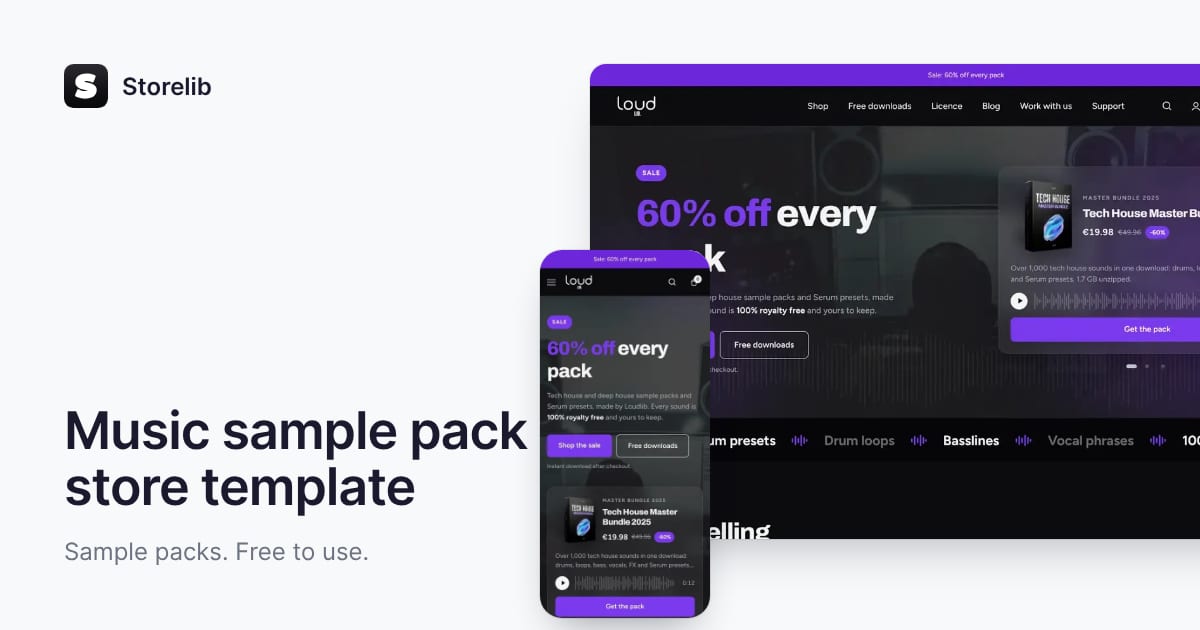 Storelib
Music sample pack
store template
Sample packs. Free to use.
Sale: 60% off every pack
loud
LIB.
Shop
Free downloads
Licence
Blog
Work with us
Support
SALE
60% off every
k
p house sample packs and Serum presets, made
und is 100% royalty free and yours to keep.
Free downloads
checkout.
TECH HOUSE
MASTER BUNDLE 2025
Tech House Master Bu
€19.98 €49.96 -60%
Over 1,000 tech house sounds in one download: drums, l
and Serum presets. 1.7 GB unzipped.
Get the pack
um presets
Drum loops
Basslines
Vocal phrases
100
elling
Sale: 60% off every pack
loud
SALE
60% off every
pack
Tech house and deep house sample packs and
Serum presets, made by Loudlib. Every sound is
100% royalty free and yours to keep.
Shop the sale
Free downloads
Instant download after checkout.
TECH HOUSE
MASTER BUNDLE 2025
Tech House Master
Bundle 2025
€19.98 €49.96 -60%
Over 1,000 tech house sounds in one download:
drums, loops, bass, vocals, FX and Serum presets...
0:12
Get the pack